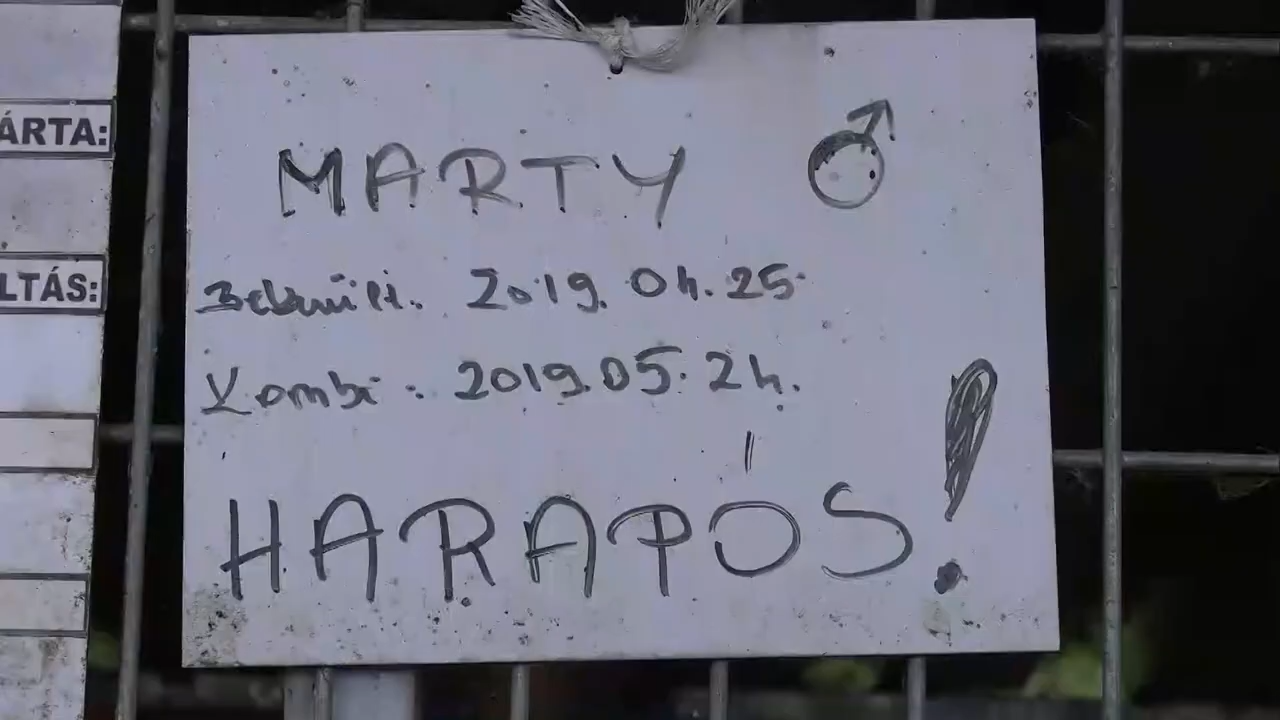 ÁRTA:
LTÁS:
MARTY ♂
Bekerült: 2019. 04. 25.
Kombi: 2019.05.24.
HARAPÓS!